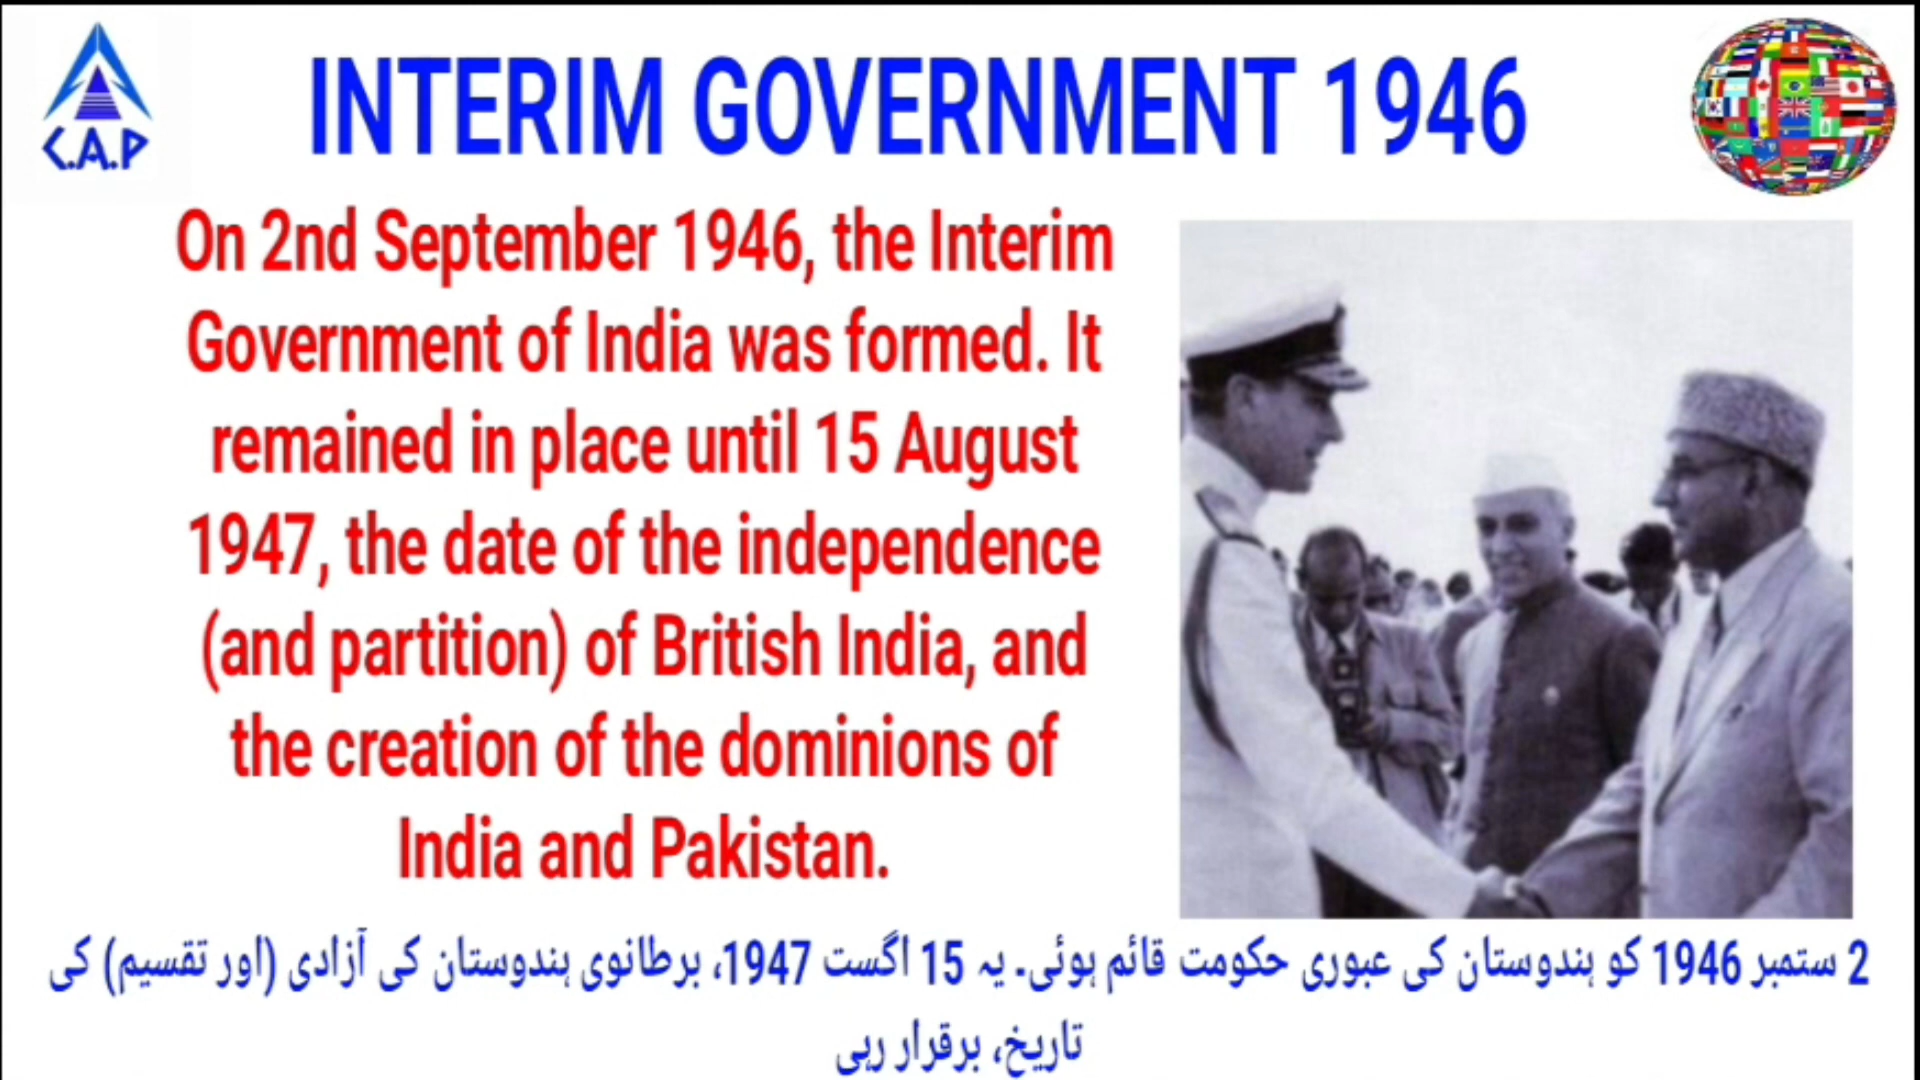 C.A.P
INTERIM GOVERNMENT 1946
On 2nd September 1946, the Interim
Government of India was formed. It
remained in place until 15 August
1947, the date of the independence
(and partition) of British India, and
the creation of the dominions of
India and Pakistan.
2 ستمبر 1946 کو ہندوستان کی عبوری حکومت قائم ہوئی۔ یہ 15 اگست 1947، برطانوی ہندوستان کی آزادی (اور تقسیم) کی
تاریخ، برقرار رہی